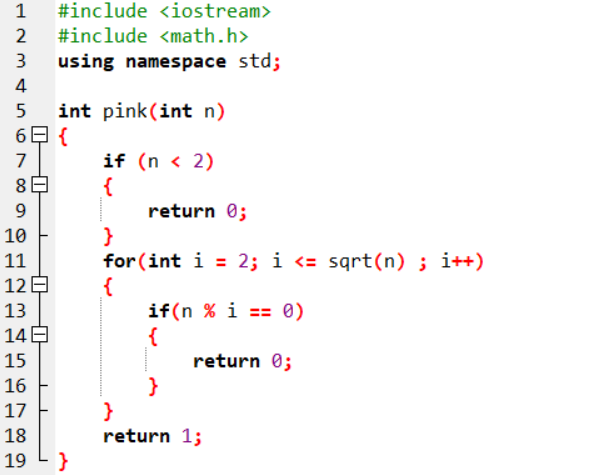 1 #include <iostream>
2 #include <math.h>
3 using namespace std;
4
5 int pink(int n)
6 {
7     if (n < 2)
8     {
9         return 0;
10     }
11     for(int i = 2; i <= sqrt(n) ; i++)
12     {
13         if(n % i == 0)
14         {
15             return 0;
16         }
17     }
18     return 1;
19 }